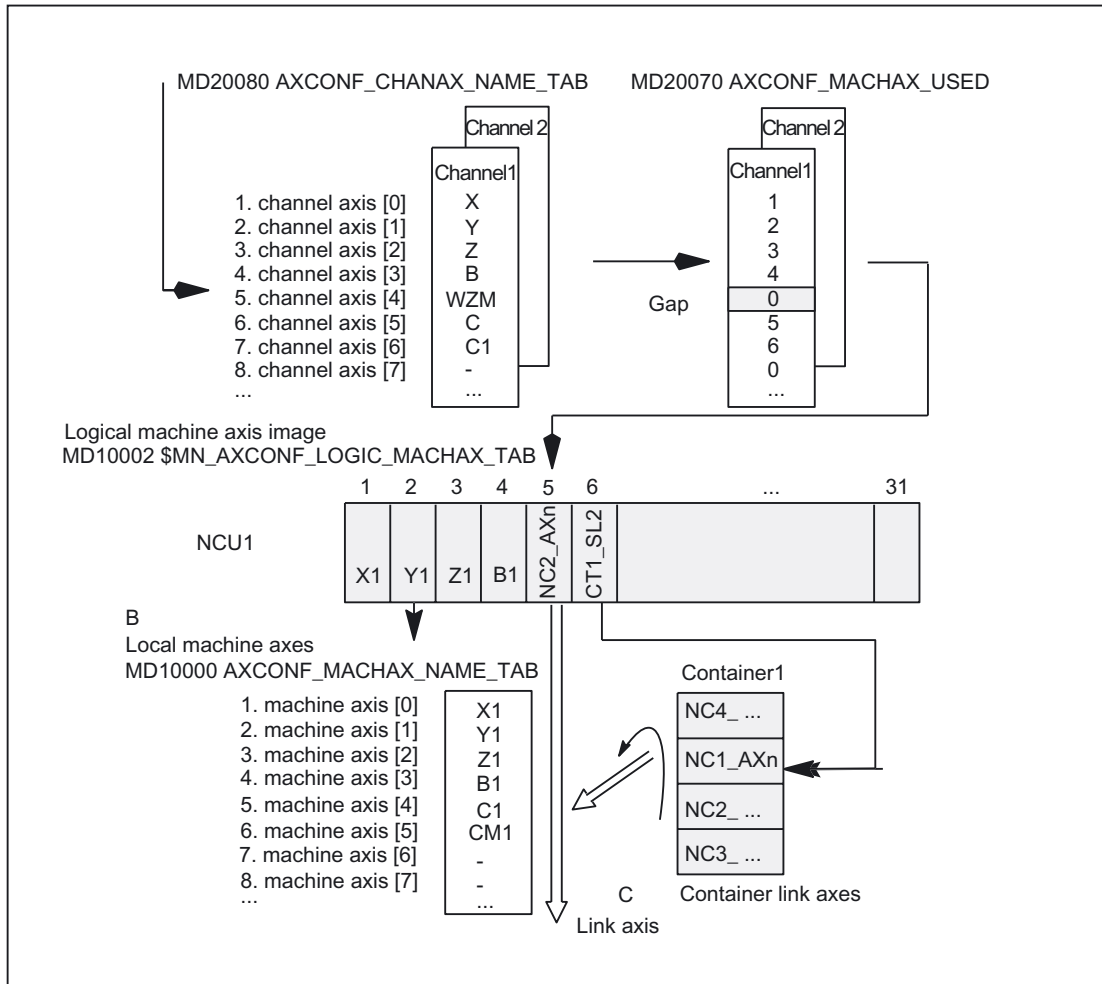 MD20080 AXCONF_CHANAX_NAME_TAB
MD20070 AXCONF_MACHAX_USED
Channel 2
Channel1
1. channel axis [0] X
2. channel axis [1] Y
3. channel axis [2] Z
4. channel axis [3] B
5. channel axis [4] WZM
6. channel axis [5] C
7. channel axis [6] C1
8. channel axis [7] -
... ...
Channel 2
Channel1
1
2
3
4
Gap 0
5
6
0
...
Logical machine axis image
MD10002 $MN_AXCONF_LOGIC_MACHAX_TAB
1 2 3 4 5 6 ... 31
NCU1
X1 Y1 Z1 B1 NC2_AXn CT1_SL2
B
Local machine axes
MD10000 AXCONF_MACHAX_NAME_TAB
1. machine axis [0] X1
2. machine axis [1] Y1
3. machine axis [2] Z1
4. machine axis [3] B1
5. machine axis [4] C1
6. machine axis [5] CM1
7. machine axis [6] -
8. machine axis [7] -
... ...
Container1
NC4_ ...
NC1_AXn
NC2_ ...
NC3_ ...
Container link axes
C
Link axis